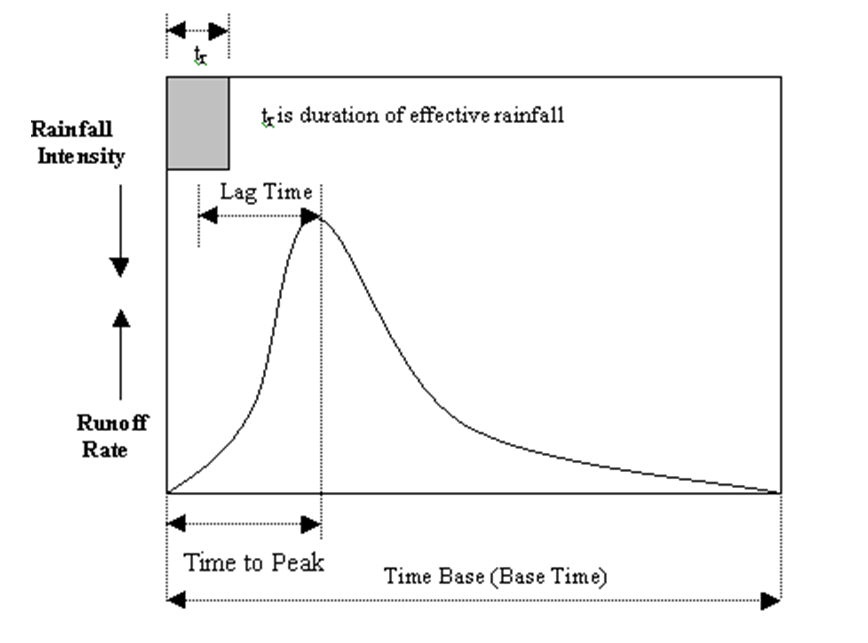 tr
tr is duration of effective rainfall
Rainfall
Intensity
Lag Time
Runoff
Rate
Time to Peak
Time Base (Base Time)